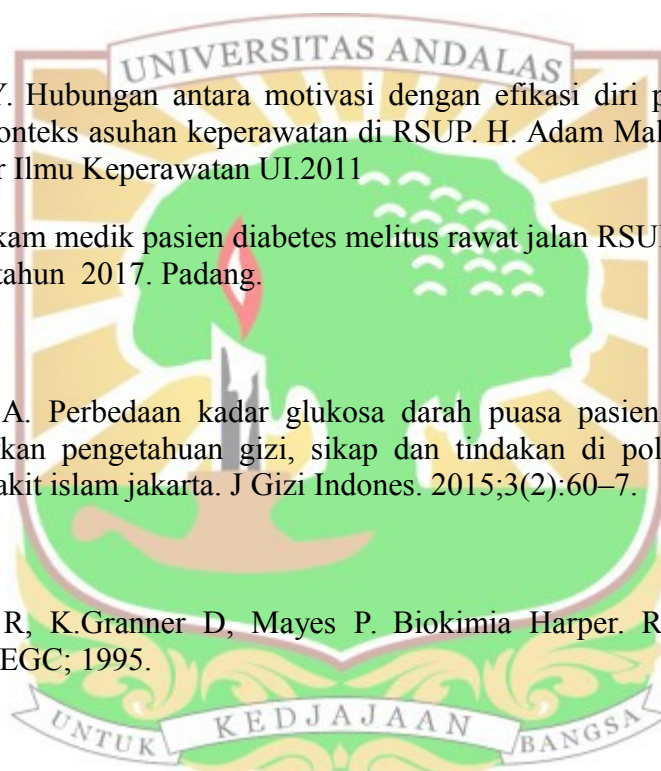 UNIVERSITAS ANDALAS
Y. Hubungan antara motivasi dengan efikasi diri p
onteks asuhan keperawatan di RSUP. H. Adam Mal
r Ilmu Keperawatan UI.2011
kam medik pasien diabetes melitus rawat jalan RSU
tahun 2017. Padang.
A. Perbedaan kadar glukosa darah puasa pasien
kan pengetahuan gizi, sikap dan tindakan di pol
akit islam jakarta. J Gizi Indones. 2015;3(2):60–7.
R, K.Granner D, Mayes P. Biokimia Harper. R
EGC; 1995.
UNTUK KEDJAJAAN BANGSA